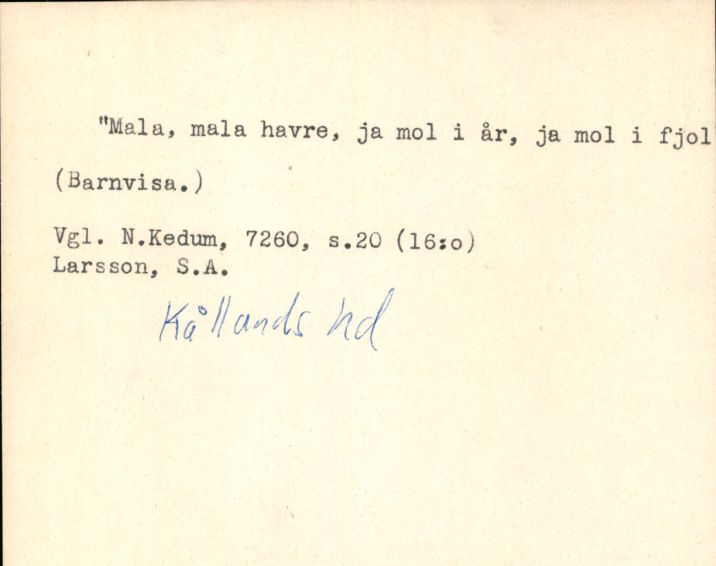 "Mala, mala havre, ja mol i år, ja mol i fjol
(Barnvisa.)
Vgl. N.Kedum, 7260, s.20 (16:o)
Larsson, S.A.
Kållands hd